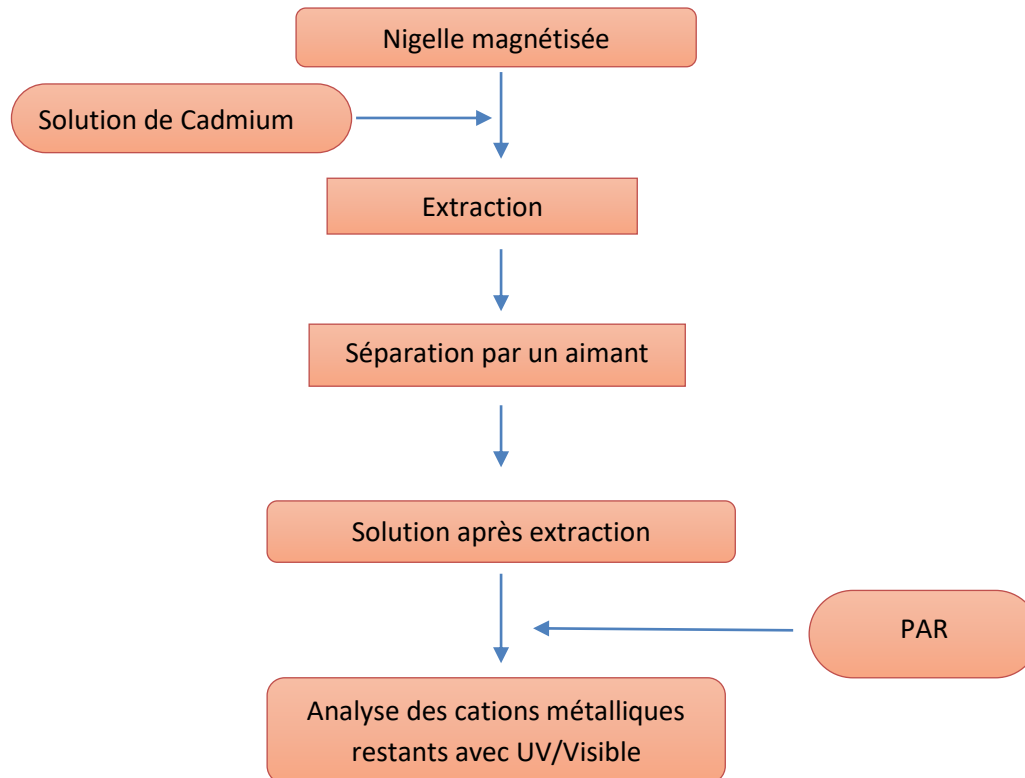 Nigelle magnétisée
Solution de Cadmium
Extraction
Séparation par un aimant
Solution après extraction
PAR
Analyse des cations métalliques
restants avec UV/Visible